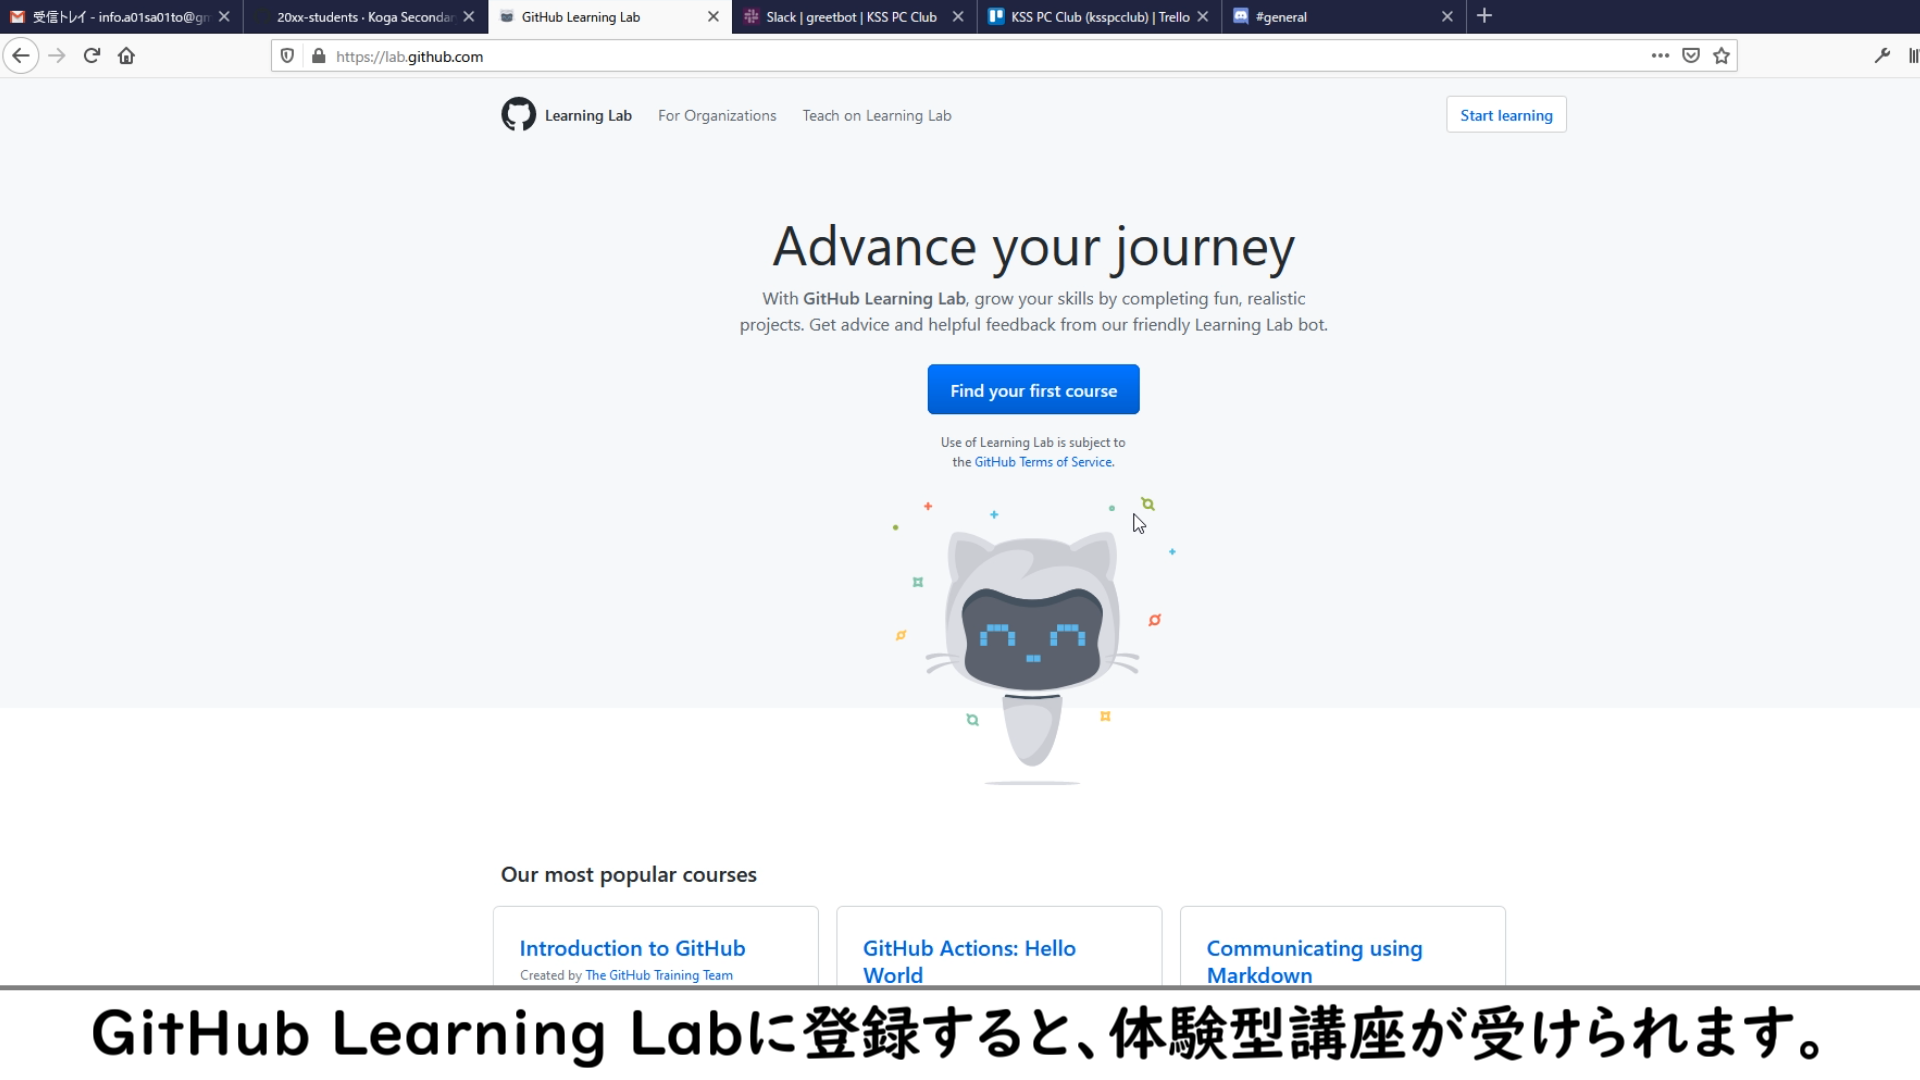 受信トレイ - info.a01sa01to@gm
20xx-students · Koga Secondar
GitHub Learning Lab
Slack | greetbot | KSS PC Club
KSS PC Club (ksspcclub) | Trello
#general
https://lab.github.com
Learning Lab
For Organizations
Teach on Learning Lab
Start learning
Advance your journey
With GitHub Learning Lab, grow your skills by completing fun, realistic
projects. Get advice and helpful feedback from our friendly Learning Lab bot.
Find your first course
Use of Learning Lab is subject to
the GitHub Terms of Service.
Our most popular courses
Introduction to GitHub
Created by The GitHub Training Team
GitHub Actions: Hello
World
Communicating using
Markdown
GitHub Learning Labに登録すると、体験型講座が受けられます。